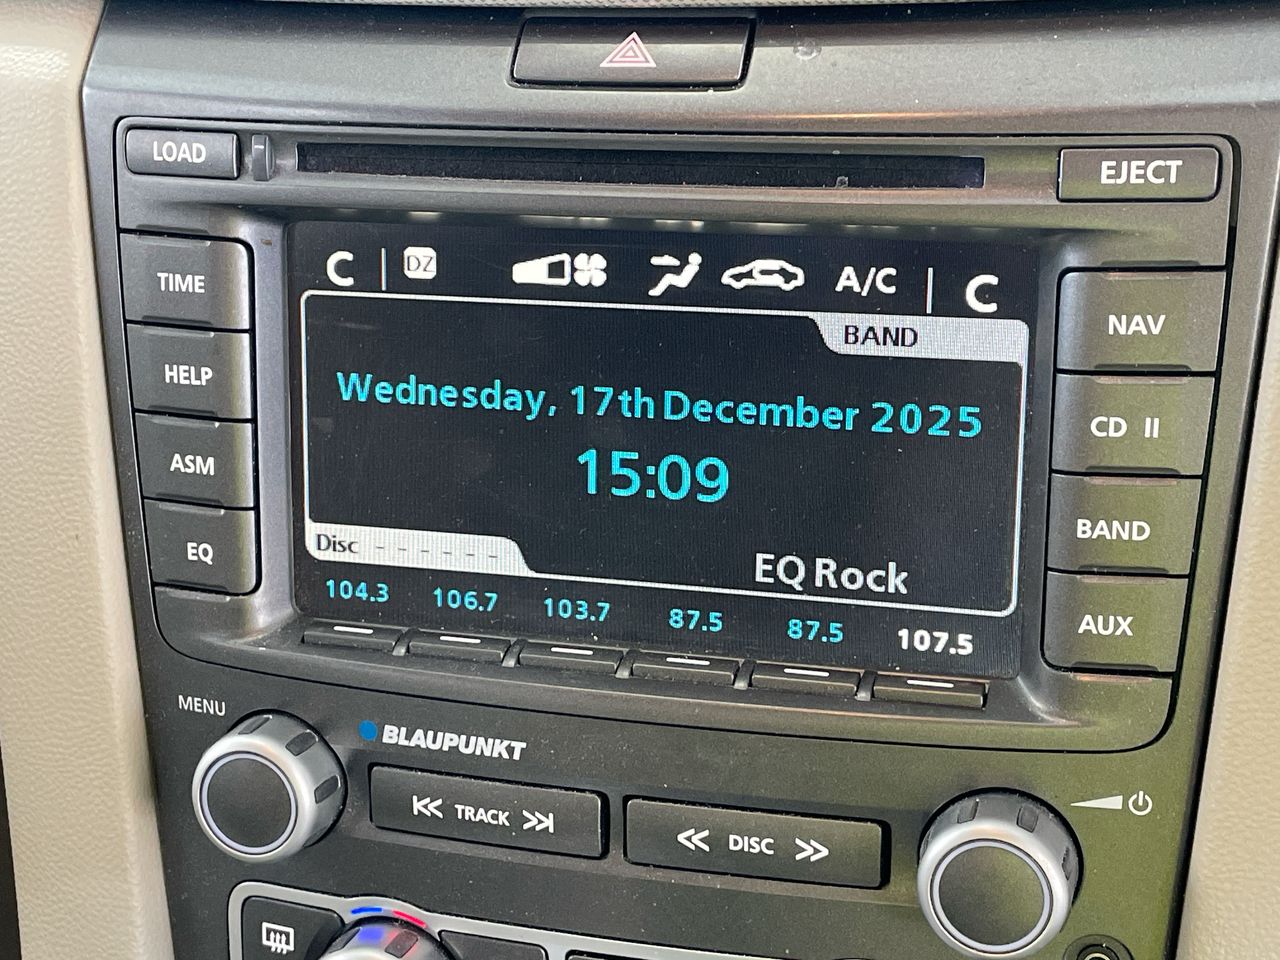 LOAD
EJECT
TIME
HELP
ASM
EQ
C
DZ
A/C
C
BAND
Wednesday, 17th December 2025
15:09
Disc - - - - - -
EQ Rock
104.3 106.7 103.7 87.5 87.5 107.5
NAV
CD II
BAND
AUX
MENU
BLAUPUNKT
TRACK
DISC